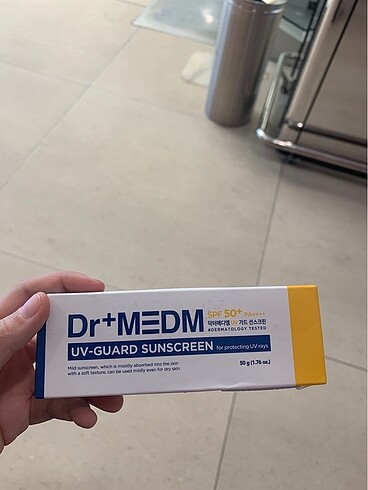 Dr+MEDM
SPF 50+ PA++++
닥터메디엠 UV 가드 선스크린
#DERMATOLOGY TESTED
UV-GUARD SUNSCREEN for protecting UV rays
Mild sunscreen, which is moistly absorbed into the skin
with a soft texture, can be used mildly even for dry skin.
50 g (1.76 oz.)